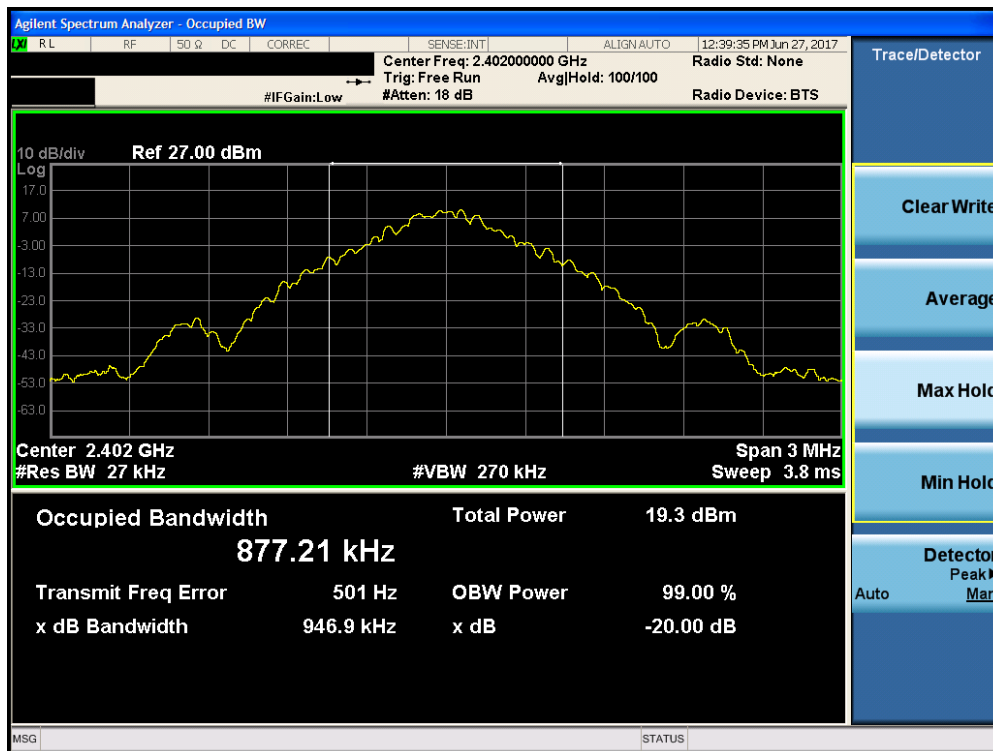 Agilent Spectrum Analyzer - Occupied BW
LXI RL RF 50 Ω DC CORREC SENSE:INT ALIGN AUTO 12:39:35 PM Jun 27, 2017
Center Freq: 2.402000000 GHz Radio Std: None
Trig: Free Run Avg|Hold: 100/100
#IFGain:Low #Atten: 18 dB Radio Device: BTS
10 dB/div Ref 27.00 dBm
Log
17.0
7.00
-3.00
-13.0
-23.0
-33.0
-43.0
-53.0
-63.0
Center 2.402 GHz Span 3 MHz
#Res BW 27 kHz #VBW 270 kHz Sweep 3.8 ms
Occupied Bandwidth Total Power 19.3 dBm
877.21 kHz
Transmit Freq Error 501 Hz OBW Power 99.00 %
x dB Bandwidth 946.9 kHz x dB -20.00 dB
MSG STATUS
Trace/Detector
Clear Write
Average
Max Hold
Min Hold
Detector
Peak
Auto Man